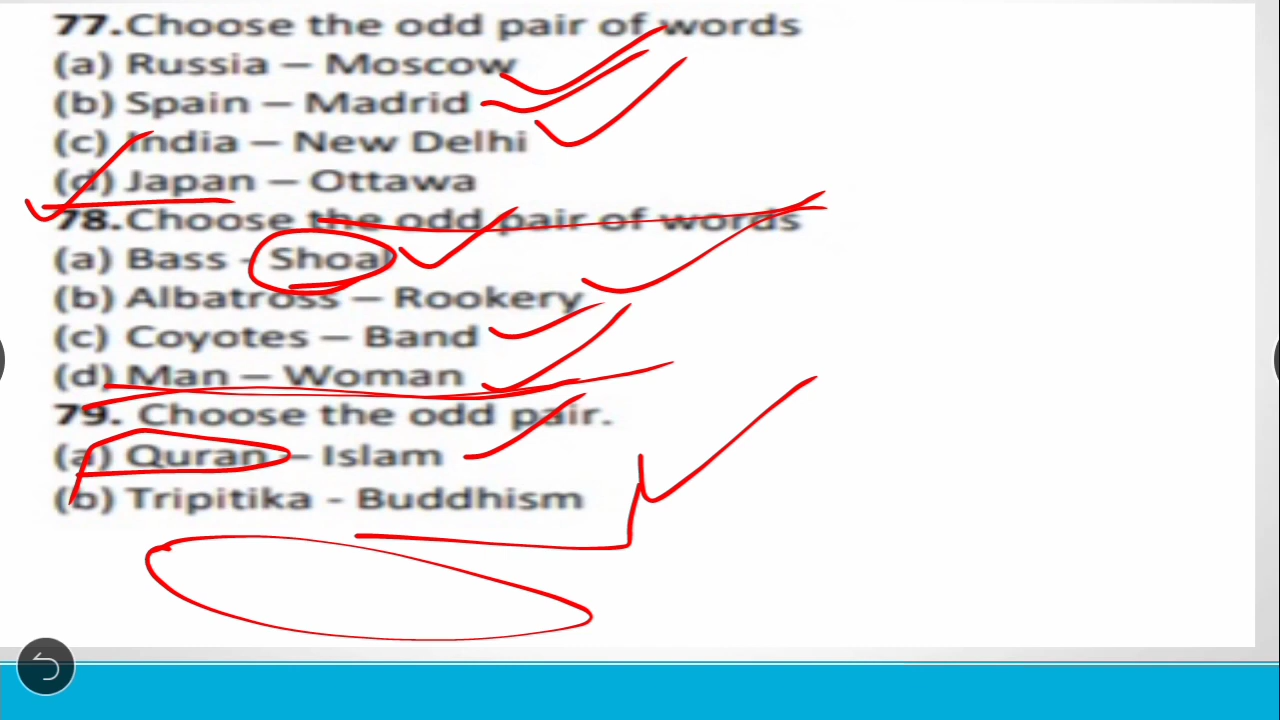 77.Choose the odd pair of words
(a) Russia – Moscow
(b) Spain – Madrid
(c) India – New Delhi
(d) Japan – Ottawa
78.Choose the odd pair of words
(a) Bass - Shoal
(b) Albatross – Rookery
(c) Coyotes – Band
(d) Man – Woman
79. Choose the odd pair.
(a) Quran – Islam
(b) Tripitika - Buddhism